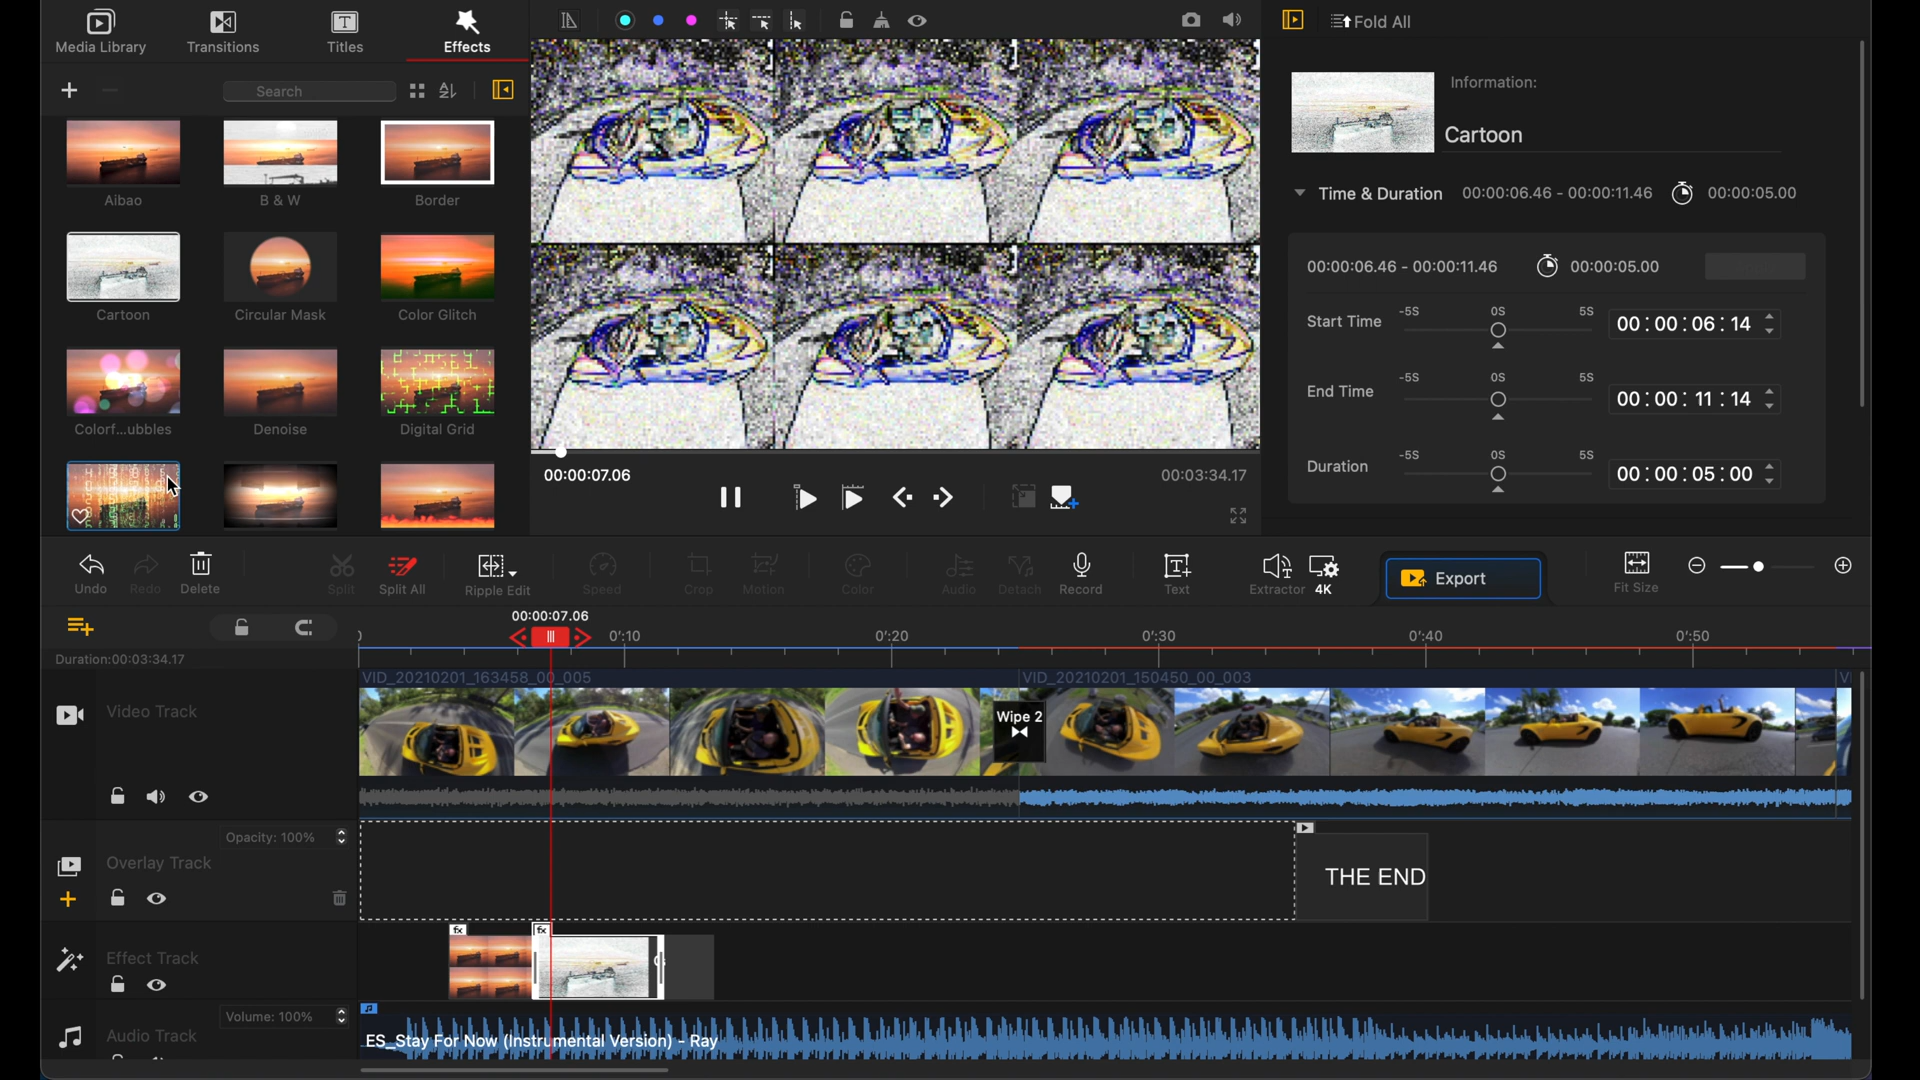 Media Library
Transitions
Titles
Effects
Search
Aibao
B & W
Border
Cartoon
Circular Mask
Color Glitch
Colorf...ubbles
Denoise
Digital Grid
00:00:07.06
00:03:34.17
Fold All
Information:
Cartoon
Time & Duration 00:00:06.46 - 00:00:11.46 00:00:05.00
00:00:06.46 - 00:00:11.46 00:00:05.00
Start Time -5S 0S 5S 00 : 00 : 06 : 14
End Time -5S 0S 5S 00 : 00 : 11 : 14
Duration -5S 0S 5S 00 : 00 : 05 : 00
Undo
Redo
Delete
Split
Split All
Ripple Edit
Speed
Crop
Motion
Color
Audio
Detach
Record
Text
Extractor
4K
Export
Fit Size
00:00:07.06
0':10
0':20
0':30
0':40
0':50
Duration:00:03:34.17
VID_20210201_163458_00_005
VID_20210201_150450_00_003
Video Track
Wipe 2
Opacity: 100%
Overlay Track
THE END
fx
fx
Effect Track
Volume: 100%
Audio Track
ES_Stay For Now (Instrumental Version) - Ray